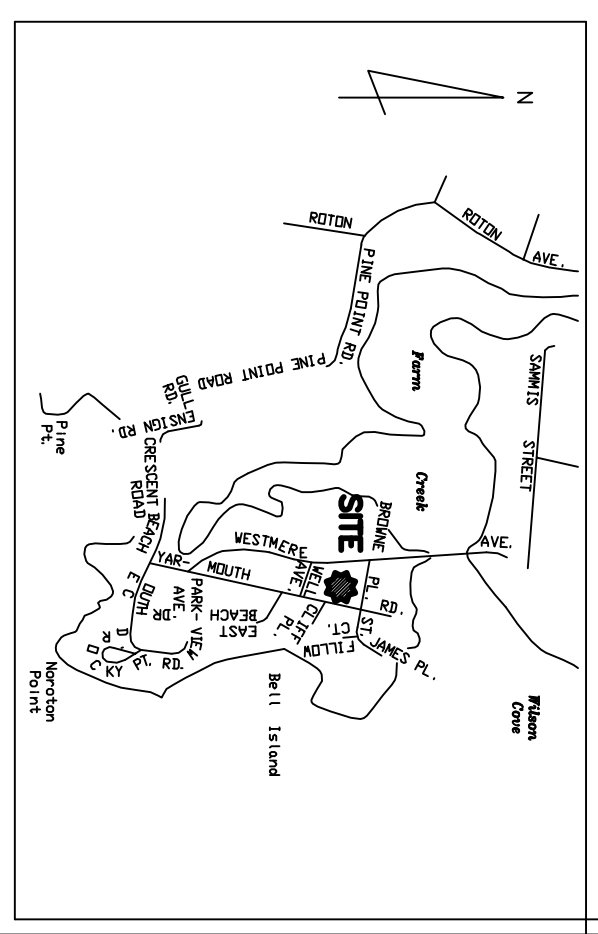 N
ROTON
AVE.
ROTON
PINE POINT RD.
PINE POINT ROAD
GULL
RD.
ENSIGN RD.
Pine
Pt.
CRESCENT BEACH
ROAD
Farm
Creek
SAMMIS STREET
SITE
BROWNE
PL.
WESTMERE
AVE.
AVE.
YAR-
MOUTH
RD.
WELL
CLIFF
PL.
EAST
BEACH
DR.
PARK- VIEW
AVE.
FILLOW
CT.
ST. JAMES PL.
OUTH
PT. RD.
Noroton
Point
Bell Island
Wilson
Cove